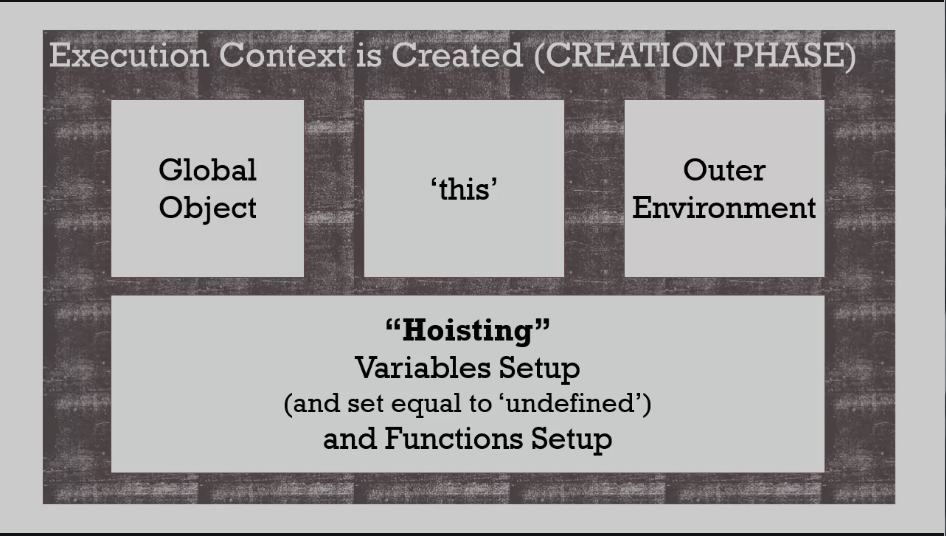 Execution Context is Created (CREATION PHASE)
Global
Object
‘this’
Outer
Environment
“Hoisting”
Variables Setup
(and set equal to ‘undefined’)
and Functions Setup